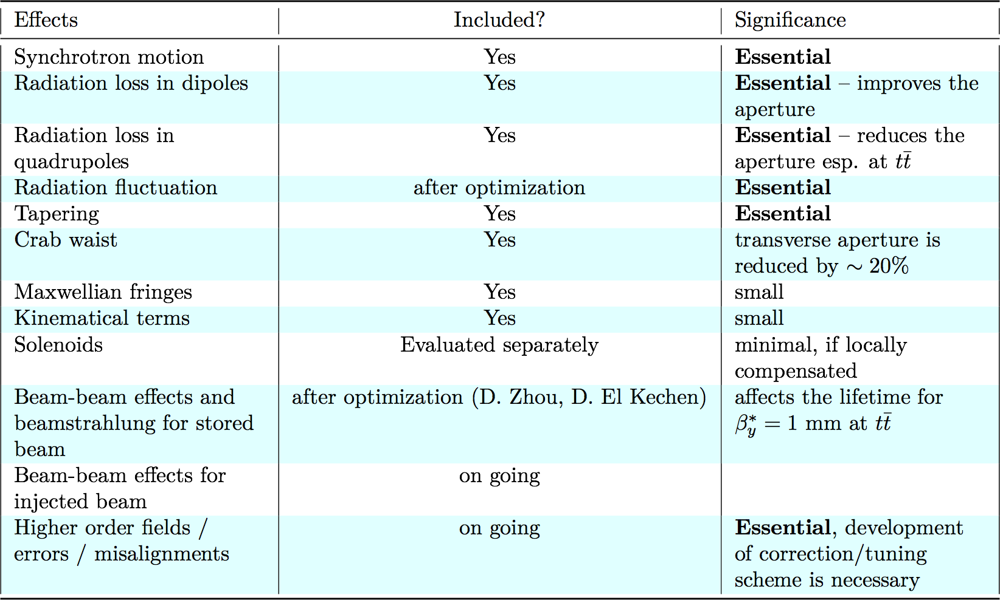 Effects Included? Significance
Synchrotron motion Yes Essential
Radiation loss in dipoles Yes Essential – improves the
aperture
Radiation loss in Yes Essential – reduces the
quadrupoles aperture esp. at tt̄
Radiation fluctuation after optimization Essential
Tapering Yes Essential
Crab waist Yes transverse aperture is
reduced by ∼ 20%
Maxwellian fringes Yes small
Kinematical terms Yes small
Solenoids Evaluated separately minimal, if locally
compensated
Beam-beam effects and after optimization (D. Zhou, D. El Kechen) affects the lifetime for
beamstrahlung for stored β*y = 1 mm at tt̄
beam
Beam-beam effects for on going
injected beam
Higher order fields / on going Essential, development
errors / misalignments of correction/tuning
scheme is necessary